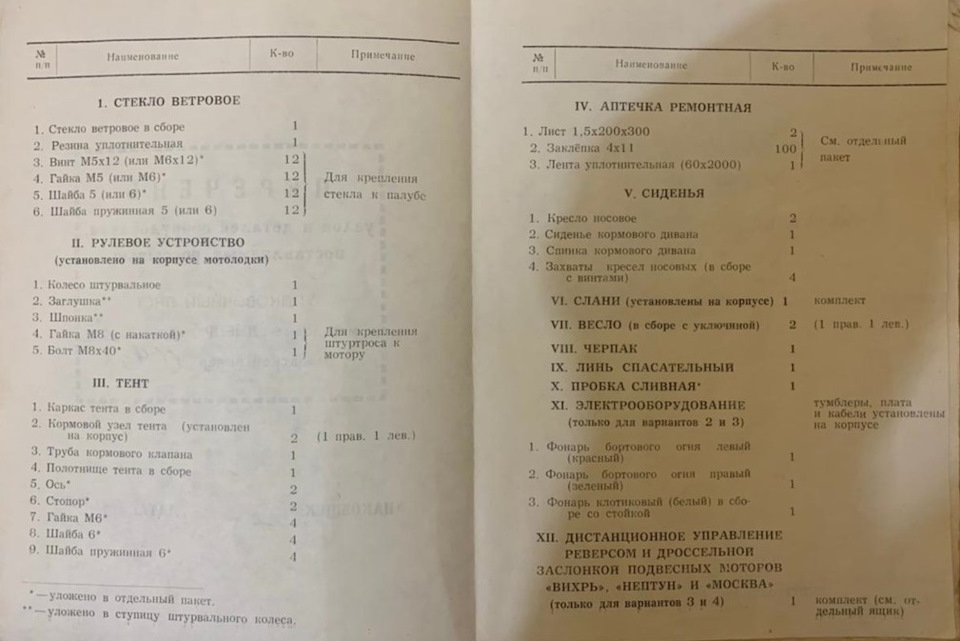 № п/п Наименование К-во Примечание
I. СТЕКЛО ВЕТРОВОЕ
1. Стекло ветровое в сборе 1
2. Резина уплотнительная 1
3. Винт М5х12 (или М6х12)* 12
4. Гайка М5 (или М6)* 12 Для крепления
5. Шайба 5 (или 6)* 12 стекла к палубе
6. Шайба пружинная 5 (или 6) 12
II. РУЛЕВОЕ УСТРОЙСТВО
(установлено на корпусе мотолодки)
1. Колесо штурвальное 1
2. Заглушка** 1
3. Шпонка** 1
4. Гайка М8 (с накаткой)* 1 Для крепления
штуртроса к
5. Болт М8х40* 1 мотору
III. ТЕНТ
1. Каркас тента в сборе 1
2. Кормовой узел тента (установлен
на корпус) 2 (1 прав. 1 лев.)
3. Труба кормового клапана 1
4. Полотнище тента в сборе 1
5. Ось* 2
6. Стопор* 2
7. Гайка М6* 4
8. Шайба 6* 4
9. Шайба пружинная 6* 4
* — уложено в отдельный пакет.
** — уложено в ступицу штурвального колеса.
№ п/п Наименование К-во Примечание
IV. АПТЕЧКА РЕМОНТНАЯ
1. Лист 1,5х200х300 2
2. Заклёпка 4х11 100 См. отдельный
3. Лента уплотнительная (60х2000) 1 пакет
V. СИДЕНЬЯ
1. Кресло носовое 2
2. Сиденье кормового дивана 1
3. Спинка кормового дивана 1
4. Захваты кресел носовых (в сборе
с винтами) 4
VI. СЛАНИ (установлены на корпусе) 1 комплект
VII. ВЕСЛО (в сборе с уключиной) 2 (1 прав. 1 лев.)
VIII. ЧЕРПАК 1
IX. ЛИНЬ СПАСАТЕЛЬНЫЙ 1
X. ПРОБКА СЛИВНАЯ* 1
XI. ЭЛЕКТРООБОРУДОВАНИЕ тумблеры, плата
(только для вариантов 2 и 3) и кабели установлены
на корпусе
1. Фонарь бортового огня левый
(красный) 1
2. Фонарь бортового огня правый
(зеленый) 1
3. Фонарь клотиковый (белый) в сбо-
ре со стойкой 1
XII. ДИСТАНЦИОННОЕ УПРАВЛЕНИЕ
РЕВЕРСОМ И ДРОССЕЛЬНОЙ
ЗАСЛОНКОЙ ПОДВЕСНЫХ МОТОРОВ
«ВИХРЬ», «НЕПТУН» И «МОСКВА»
(только для вариантов 3 и 4) 1 комплект (см. от-
дельный ящик)